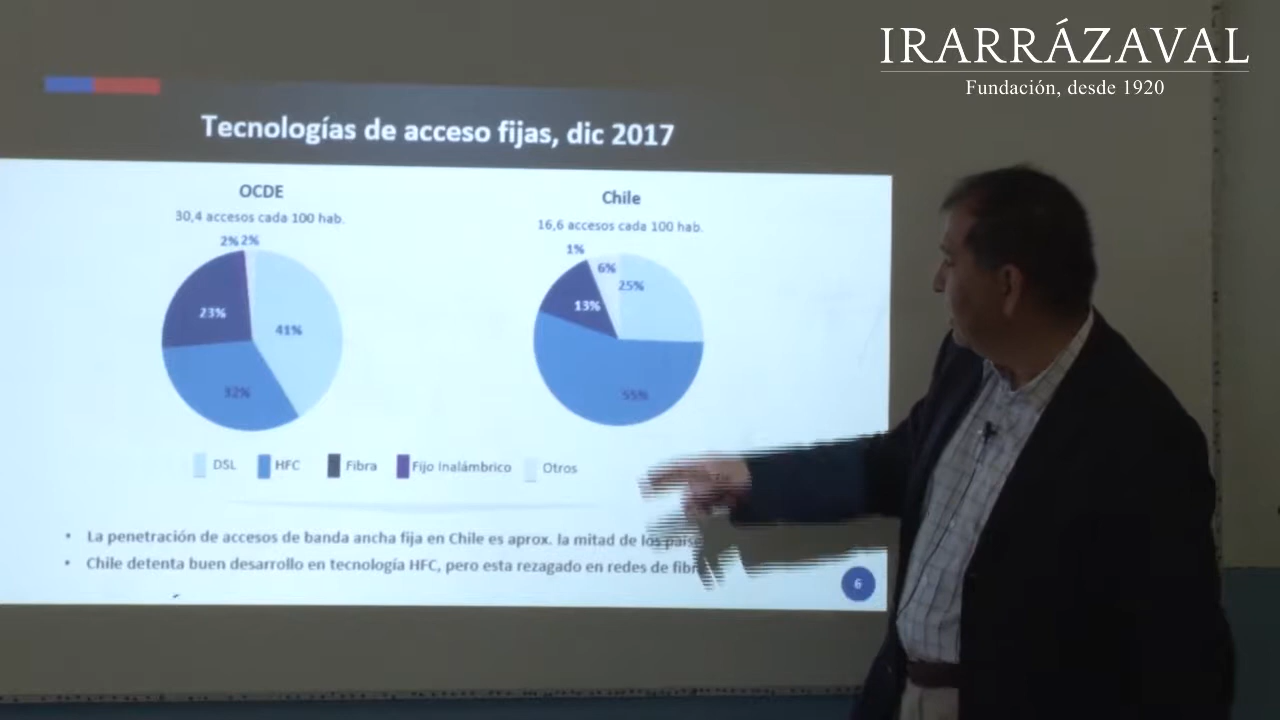 IRARRÁZAVAL
Fundación, desde 1920
Tecnologías de acceso fijas, dic 2017
OCDE
30,4 accesos cada 100 hab.
2% 2%
23%
41%
32%
Chile
16,6 accesos cada 100 hab.
1%
6%
25%
13%
55%
DSL HFC Fibra Fijo Inalámbrico Otros
• La penetración de accesos de banda ancha fija en Chile es aprox. la mitad de los
• Chile detenta buen desarrollo en tecnología HFC, pero esta rezagado en redes de
6